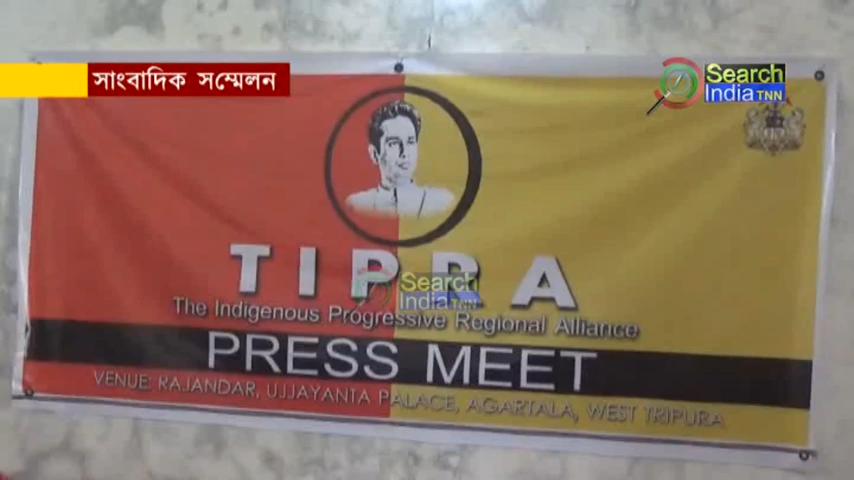 সাংবাদিক সম্মেলন
Search
India TNN
TIPRA
Search
India TNN
The Indigenous Progressive Regional Alliance
PRESS MEET
VENUE: RAJANDAR, UJJAYANTA PALACE, AGARTALA, WEST TRIPURA